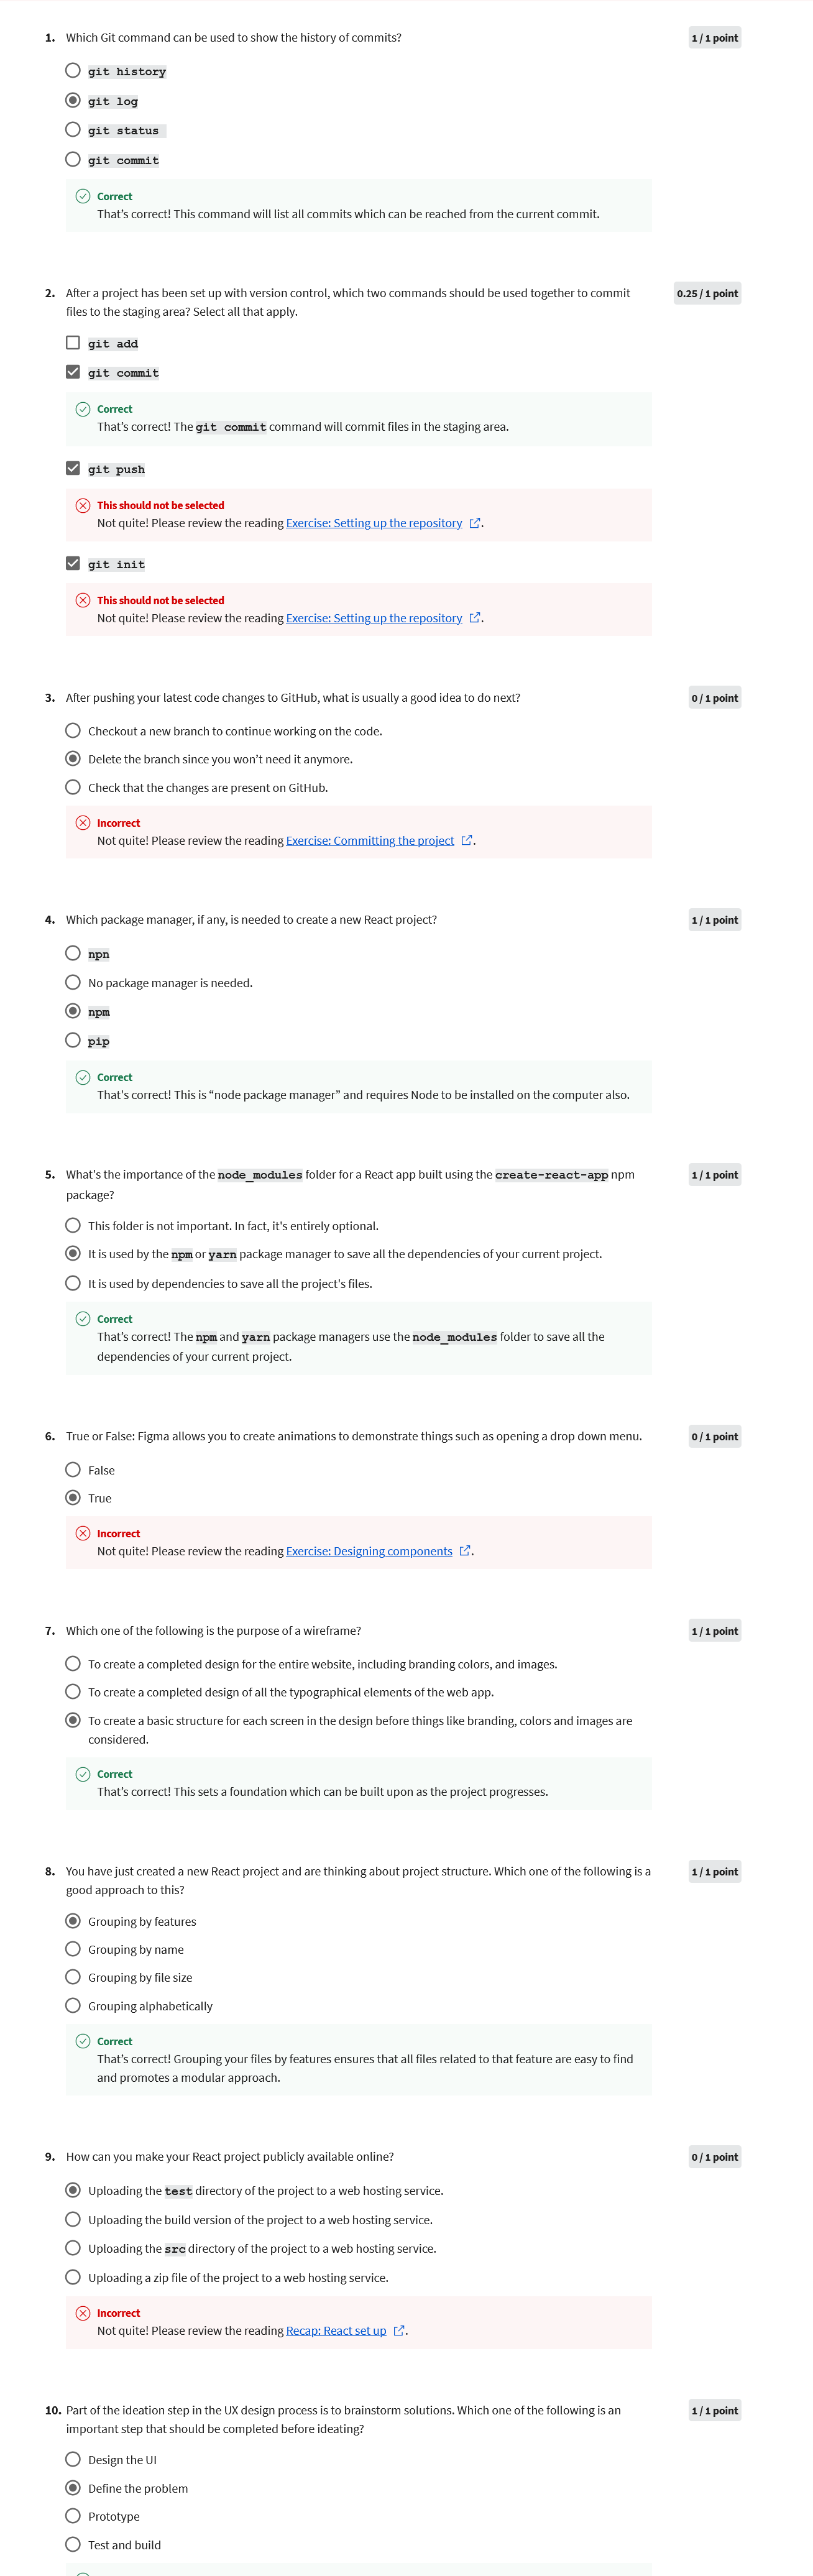 1. Which Git command can be used to show the history of commits?
1 / 1 point
git history
git log
git status
git commit
Correct
That’s correct! This command will list all commits which can be reached from the current commit.
2. After a project has been set up with version control, which two commands should be used together to commit
files to the staging area? Select all that apply.
0.25 / 1 point
git add
git commit
Correct
That’s correct! The git commit command will commit files in the staging area.
git push
This should not be selected
Not quite! Please review the reading Exercise: Setting up the repository.
git init
This should not be selected
Not quite! Please review the reading Exercise: Setting up the repository.
3. After pushing your latest code changes to GitHub, what is usually a good idea to do next?
0 / 1 point
Checkout a new branch to continue working on the code.
Delete the branch since you won't need it anymore.
Check that the changes are present on GitHub.
Incorrect
Not quite! Please review the reading Exercise: Committing the project.
4. Which package manager, if any, is needed to create a new React project?
1 / 1 point
npn
No package manager is needed.
npm
pip
Correct
That's correct! This is “node package manager” and requires Node to be installed on the computer also.
5. What's the importance of the node_modules folder for a React app built using the create-react-app npm
package?
1 / 1 point
This folder is not important. In fact, it's entirely optional.
It is used by the npm or yarn package manager to save all the dependencies of your current project.
It is used by dependencies to save all the project's files.
Correct
That’s correct! The npm and yarn package managers use the node_modules folder to save all the
dependencies of your current project.
6. True or False: Figma allows you to create animations to demonstrate things such as opening a drop down menu.
0 / 1 point
False
True
Incorrect
Not quite! Please review the reading Exercise: Designing components.
7. Which one of the following is the purpose of a wireframe?
1 / 1 point
To create a completed design for the entire website, including branding colors, and images.
To create a completed design of all the typographical elements of the web app.
To create a basic structure for each screen in the design before things like branding, colors and images are
considered.
Correct
That’s correct! This sets a foundation which can be built upon as the project progresses.
8. You have just created a new React project and are thinking about project structure. Which one of the following is a
good approach to this?
1 / 1 point
Grouping by features
Grouping by name
Grouping by file size
Grouping alphabetically
Correct
That’s correct! Grouping your files by features ensures that all files related to that feature are easy to find
and promotes a modular approach.
9. How can you make your React project publicly available online?
0 / 1 point
Uploading the test directory of the project to a web hosting service.
Uploading the build version of the project to a web hosting service.
Uploading the src directory of the project to a web hosting service.
Uploading a zip file of the project to a web hosting service.
Incorrect
Not quite! Please review the reading Recap: React set up.
10. Part of the ideation step in the UX design process is to brainstorm solutions. Which one of the following is an
important step that should be completed before ideating?
1 / 1 point
Design the UI
Define the problem
Prototype
Test and build